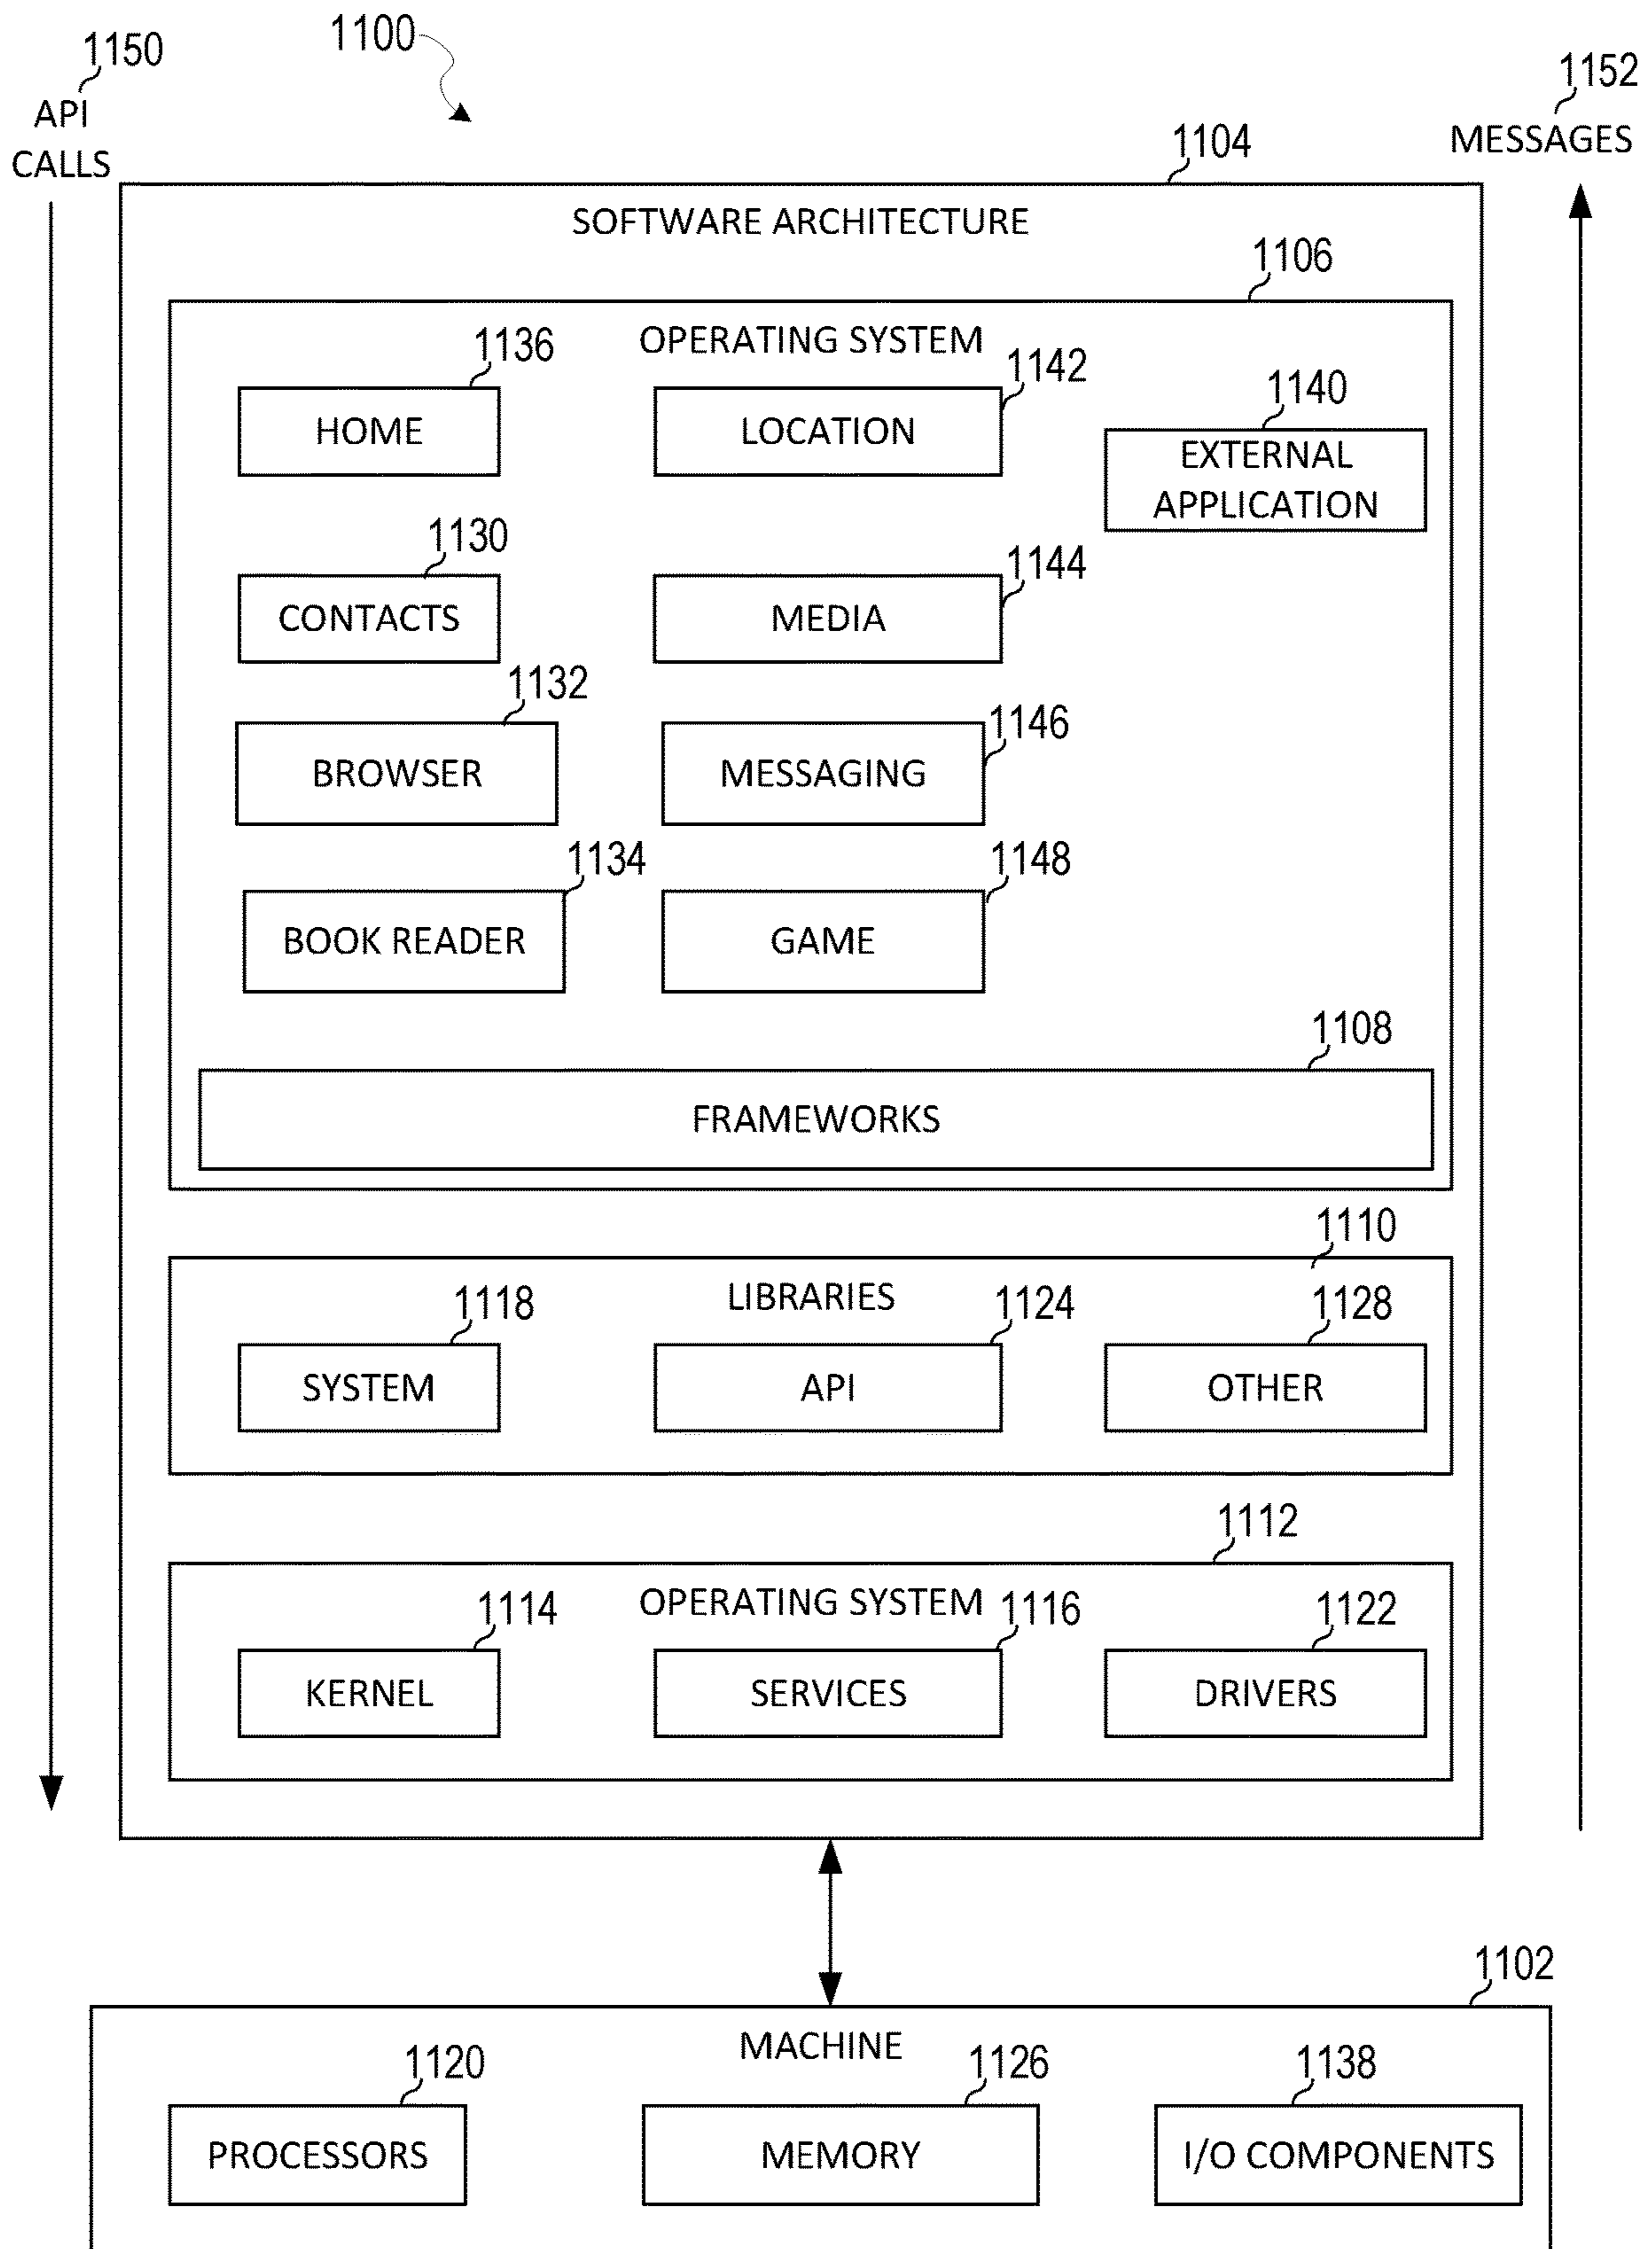 1100
1150
API
CALLS
1152
MESSAGES
1104
SOFTWARE ARCHITECTURE
1106
OPERATING SYSTEM
1136
HOME
1142
LOCATION
1140
EXTERNAL
APPLICATION
1130
CONTACTS
1144
MEDIA
1132
BROWSER
1146
MESSAGING
1134
BOOK READER
1148
GAME
1108
FRAMEWORKS
1110
LIBRARIES
1118
SYSTEM
1124
API
1128
OTHER
1112
OPERATING SYSTEM
1114
KERNEL
1116
SERVICES
1122
DRIVERS
1102
MACHINE
1120
PROCESSORS
1126
MEMORY
1138
I/O COMPONENTS